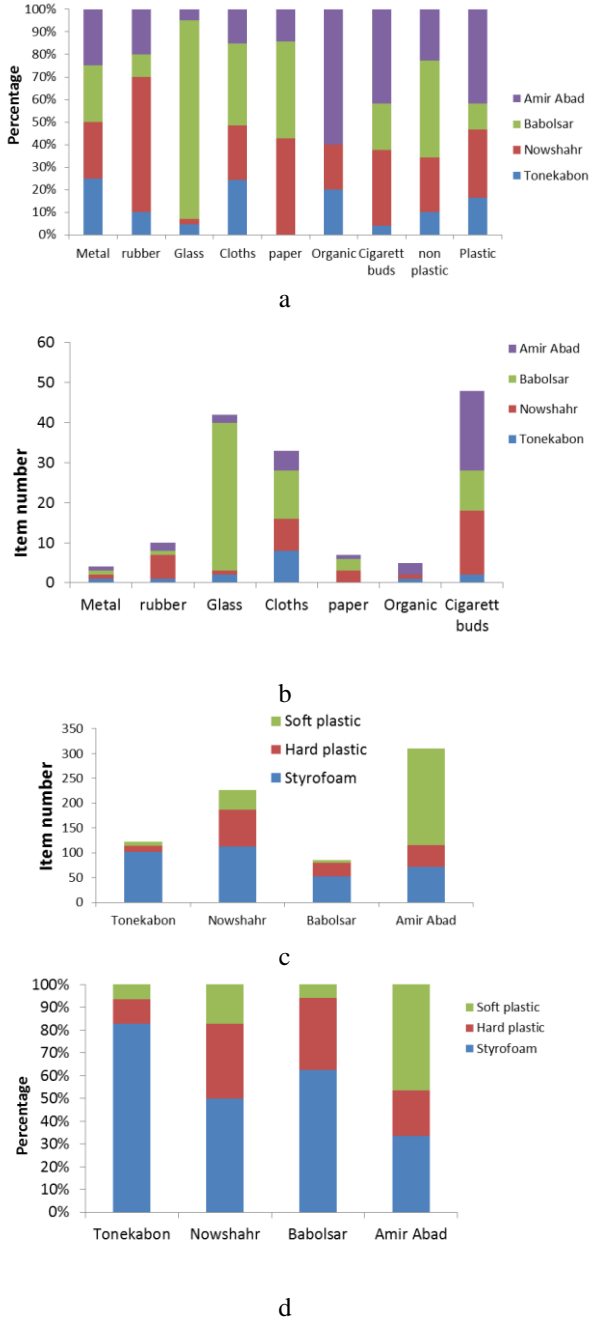 100%
90%
80%
70%
60%
50%
40%
30%
20%
10%
0%
Percentage
Metal rubber Glass Cloths paper Organic Cigarett buds non plastic Plastic
Amir Abad
Babolsar
Nowshahr
Tonekabon
a
60
50
40
30
20
10
0
Item number
Metal rubber Glass Cloths paper Organic Cigarett buds
Amir Abad
Babolsar
Nowshahr
Tonekabon
b
350
300
250
200
150
100
50
0
Item number
Soft plastic
Hard plastic
Styrofoam
Tonekabon Nowshahr Babolsar Amir Abad
c
100%
90%
80%
70%
60%
50%
40%
30%
20%
10%
0%
Percentage
Soft plastic
Hard plastic
Styrofoam
Tonekabon Nowshahr Babolsar Amir Abad
d